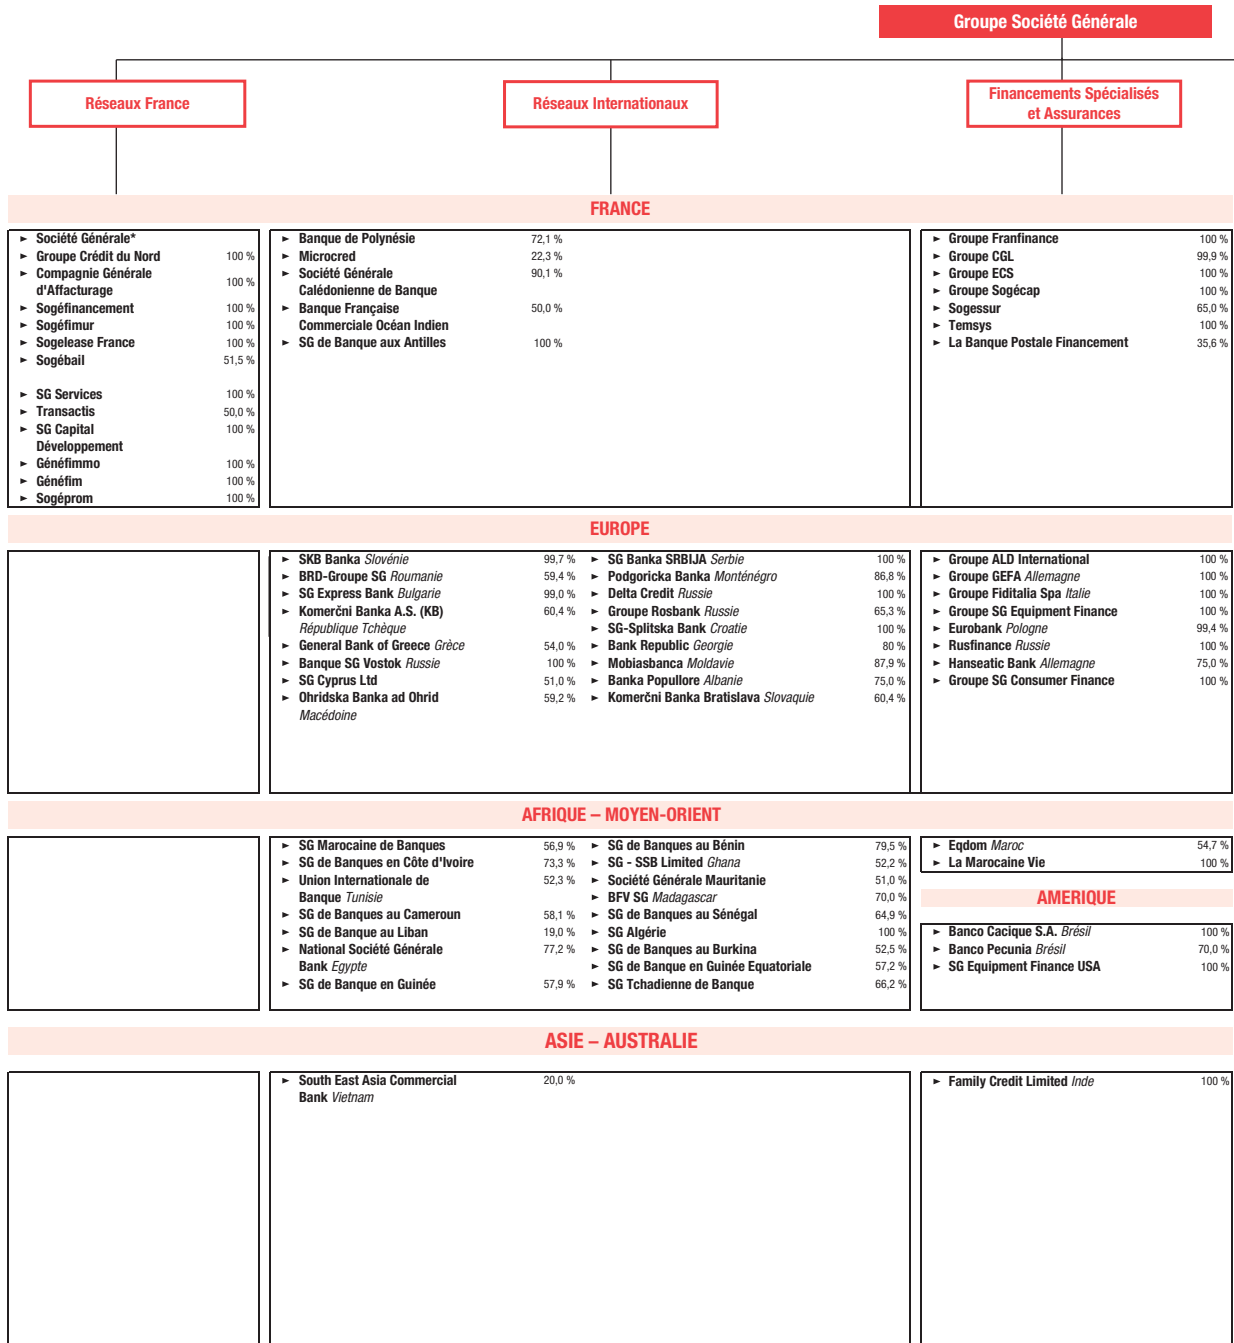 Groupe Société Générale
Réseaux France
Réseaux Internationaux
Financements Spécialisés
et Assurances
FRANCE
► Société Générale*
► Groupe Crédit du Nord 100 %
► Compagnie Générale
d'Affacturage 100 %
► Sogéfinancement 100 %
► Sogéfimur 100 %
► Sogelease France 100 %
► Sogébail 51,5 %
► SG Services 100 %
► Transactis 50,0 %
► SG Capital 100 %
Développement
► Généfimmo 100 %
► Généfim 100 %
► Sogéprom 100 %
► Banque de Polynésie 72,1 %
► Microcred 22,3 %
► Société Générale 90,1 %
Calédonienne de Banque
► Banque Française 50,0 %
Commerciale Océan Indien
► SG de Banque aux Antilles 100 %
► Groupe Franfinance 100 %
► Groupe CGL 99,9 %
► Groupe ECS 100 %
► Groupe Sogécap 100 %
► Sogessur 65,0 %
► Temsys 100 %
► La Banque Postale Financement 35,6 %
EUROPE
► SKB Banka Slovénie 99,7 %
► BRD-Groupe SG Roumanie 59,4 %
► SG Express Bank Bulgarie 99,0 %
► Komerčni Banka A.S. (KB) 60,4 %
République Tchèque
► General Bank of Greece Grèce 54,0 %
► Banque SG Vostok Russie 100 %
► SG Cyprus Ltd 51,0 %
► Ohridska Banka ad Ohrid 59,2 %
Macédoine
► SG Banka SRBIJA Serbie 100 %
► Podgoricka Banka Monténégro 86,8 %
► Delta Credit Russie 100 %
► Groupe Rosbank Russie 65,3 %
► SG-Splitska Bank Croatie 100 %
► Bank Republic Georgie 80 %
► Mobiasbanca Moldavie 87,9 %
► Banka Popullore Albanie 75,0 %
► Komerčni Banka Bratislava Slovaquie 60,4 %
► Groupe ALD International 100 %
► Groupe GEFA Allemagne 100 %
► Groupe Fiditalia Spa Italie 100 %
► Groupe SG Equipment Finance 100 %
► Eurobank Pologne 99,4 %
► Rusfinance Russie 100 %
► Hanseatic Bank Allemagne 75,0 %
► Groupe SG Consumer Finance 100 %
AFRIQUE – MOYEN-ORIENT
► SG Marocaine de Banques 56,9 %
► SG de Banques en Côte d'Ivoire 73,3 %
► Union Internationale de 52,3 %
Banque Tunisie
► SG de Banques au Cameroun 58,1 %
► SG de Banque au Liban 19,0 %
► National Société Générale 77,2 %
Bank Egypte
► SG de Banque en Guinée 57,9 %
► SG de Banques au Bénin 79,5 %
► SG - SSB Limited Ghana 52,2 %
► Société Générale Mauritanie 51,0 %
► BFV SG Madagascar 70,0 %
► SG de Banques au Sénégal 64,9 %
► SG Algérie 100 %
► SG de Banques au Burkina 52,5 %
► SG de Banque en Guinée Equatoriale 57,2 %
► SG Tchadienne de Banque 66,2 %
► Eqdom Maroc 54,7 %
► La Marocaine Vie 100 %
AMERIQUE
► Banco Cacique S.A. Brésil 100 %
► Banco Pecunia Brésil 70,0 %
► SG Equipment Finance USA 100 %
ASIE – AUSTRALIE
► South East Asia Commercial 20,0 %
Bank Vietnam
► Family Credit Limited Inde 100 %